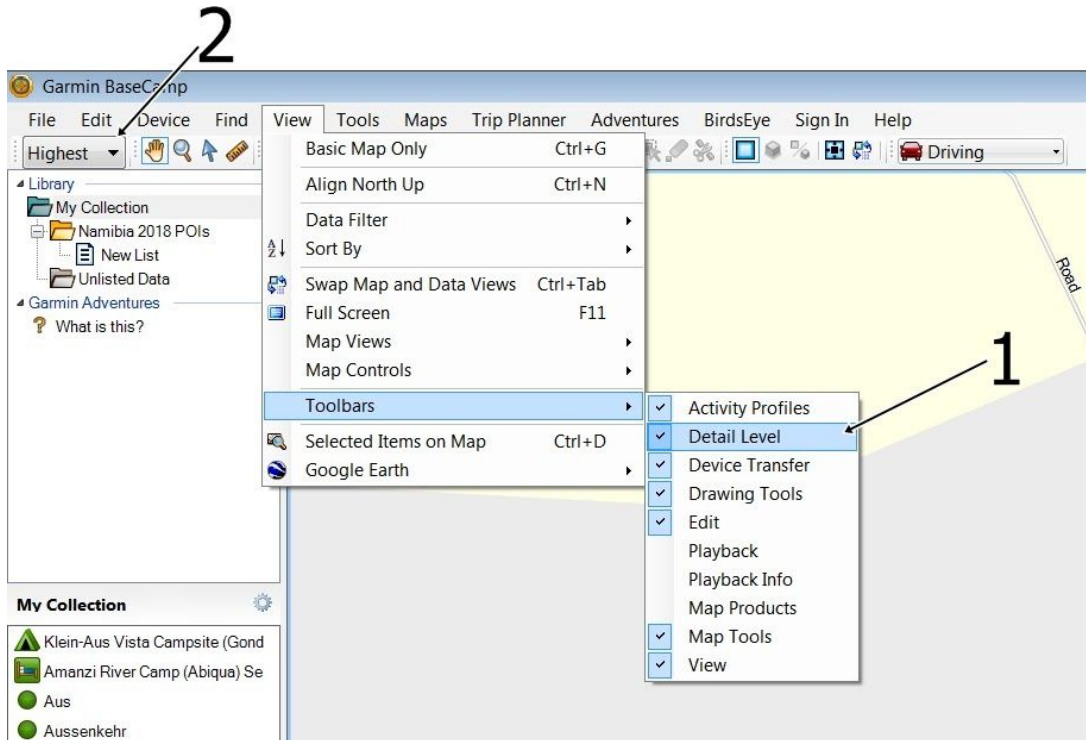 2
Garmin BaseCamp
File Edit Device Find View Tools Maps Trip Planner Adventures BirdsEye Sign In Help
Highest
Driving
Library
My Collection
Namibia 2018 POIs
New List
Unlisted Data
Garmin Adventures
? What is this?
Basic Map Only Ctrl+G
Align North Up Ctrl+N
Data Filter
Sort By
Swap Map and Data Views Ctrl+Tab
Full Screen F11
Map Views
Map Controls
Toolbars
Selected Items on Map Ctrl+D
Google Earth
Road
1
Activity Profiles
Detail Level
Device Transfer
Drawing Tools
Edit
Playback
Playback Info
Map Products
Map Tools
View
My Collection
Klein-Aus Vista Campsite (Gond
Amanzi River Camp (Abiqua) Se
Aus
Aussenkehr